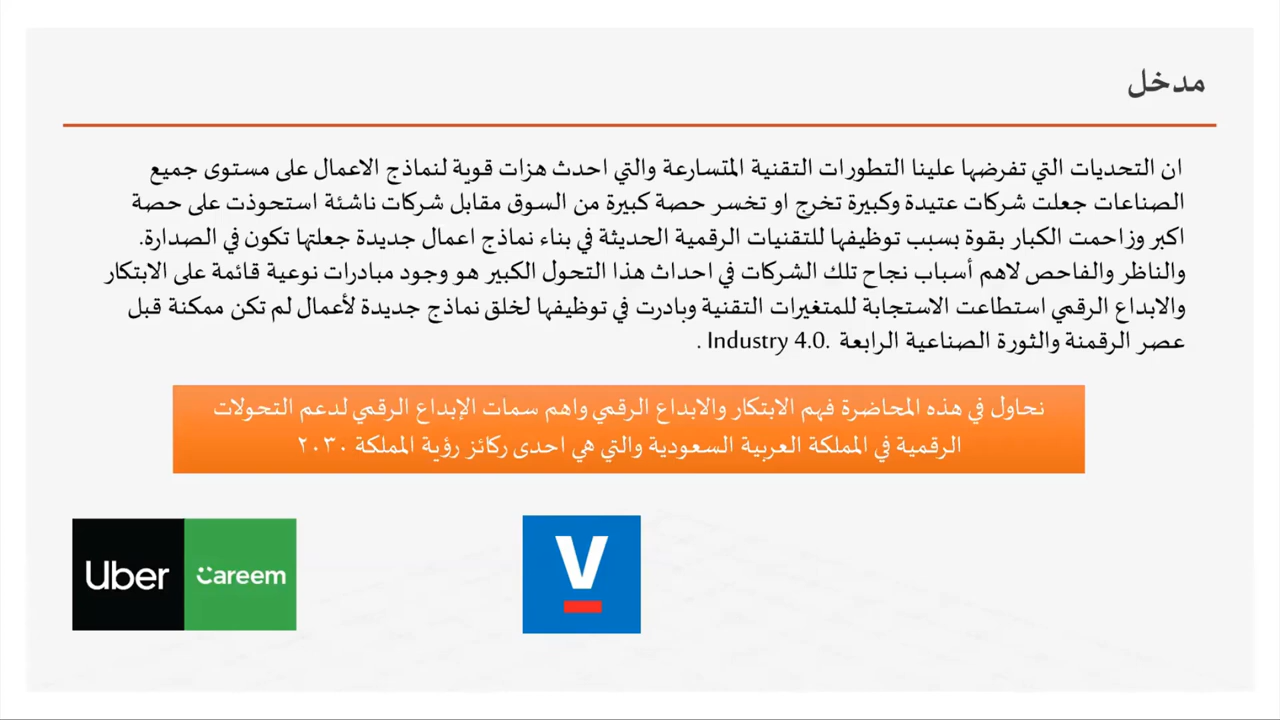 مدخل
ان التحديات التي تفرضها علينا التطورات التقنية المتسارعة والتي احدث هزات قوية لنماذج الاعمال على مستوى جميع
الصناعات جعلت شركات عتيدة وكبيرة تخرج او تخسر حصة كبيرة من السوق مقابل شركات ناشئة استحوذت على حصة
اكبر وزاحمت الكبار بقوة بسبب توظيفها للتقنيات الرقمية الحديثة في بناء نماذج اعمال جديدة جعلتها تكون في الصدارة.
والناظر والفاحص لاهم أسباب نجاح تلك الشركات في احداث هذا التحول الكبير هو وجود مبادرات نوعية قائمة على الابتكار
والابداع الرقمي استطاعت الاستجابة للمتغيرات التقنية وبادرت في توظيفها لخلق نماذج جديدة لأعمال لم تكن ممكنة قبل
عصر الرقمنة والثورة الصناعية الرابعة .Industry 4.0 .
نحاول في هذه المحاضرة فهم الابتكار والابداع الرقمي واهم سمات الإبداع الرقمي لدعم التحولات
الرقمية في المملكة العربية السعودية والتي هي احدى ركائز رؤية المملكة ٢٠٣٠
Uber Careem
V